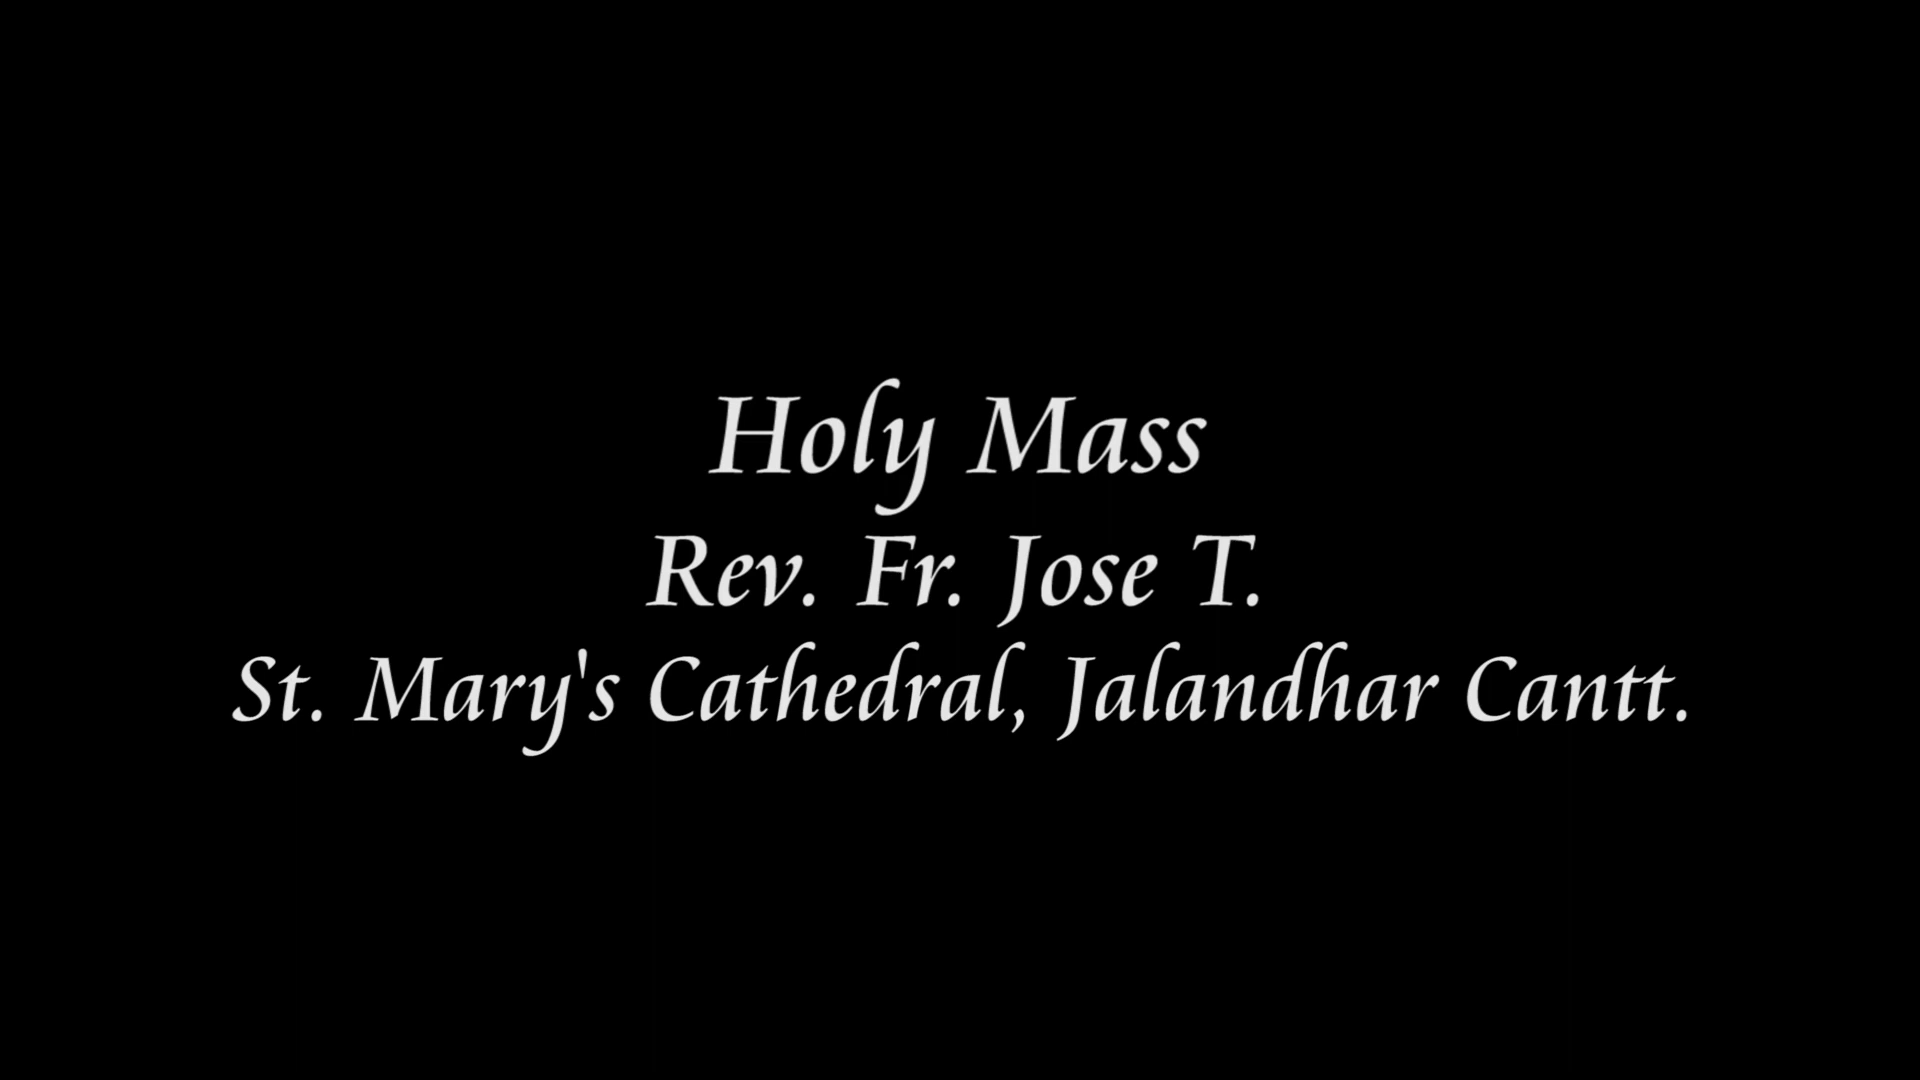 Holy Mass
Rev. Fr. Jose T.
St. Mary's Cathedral, Jalandhar Cantt.